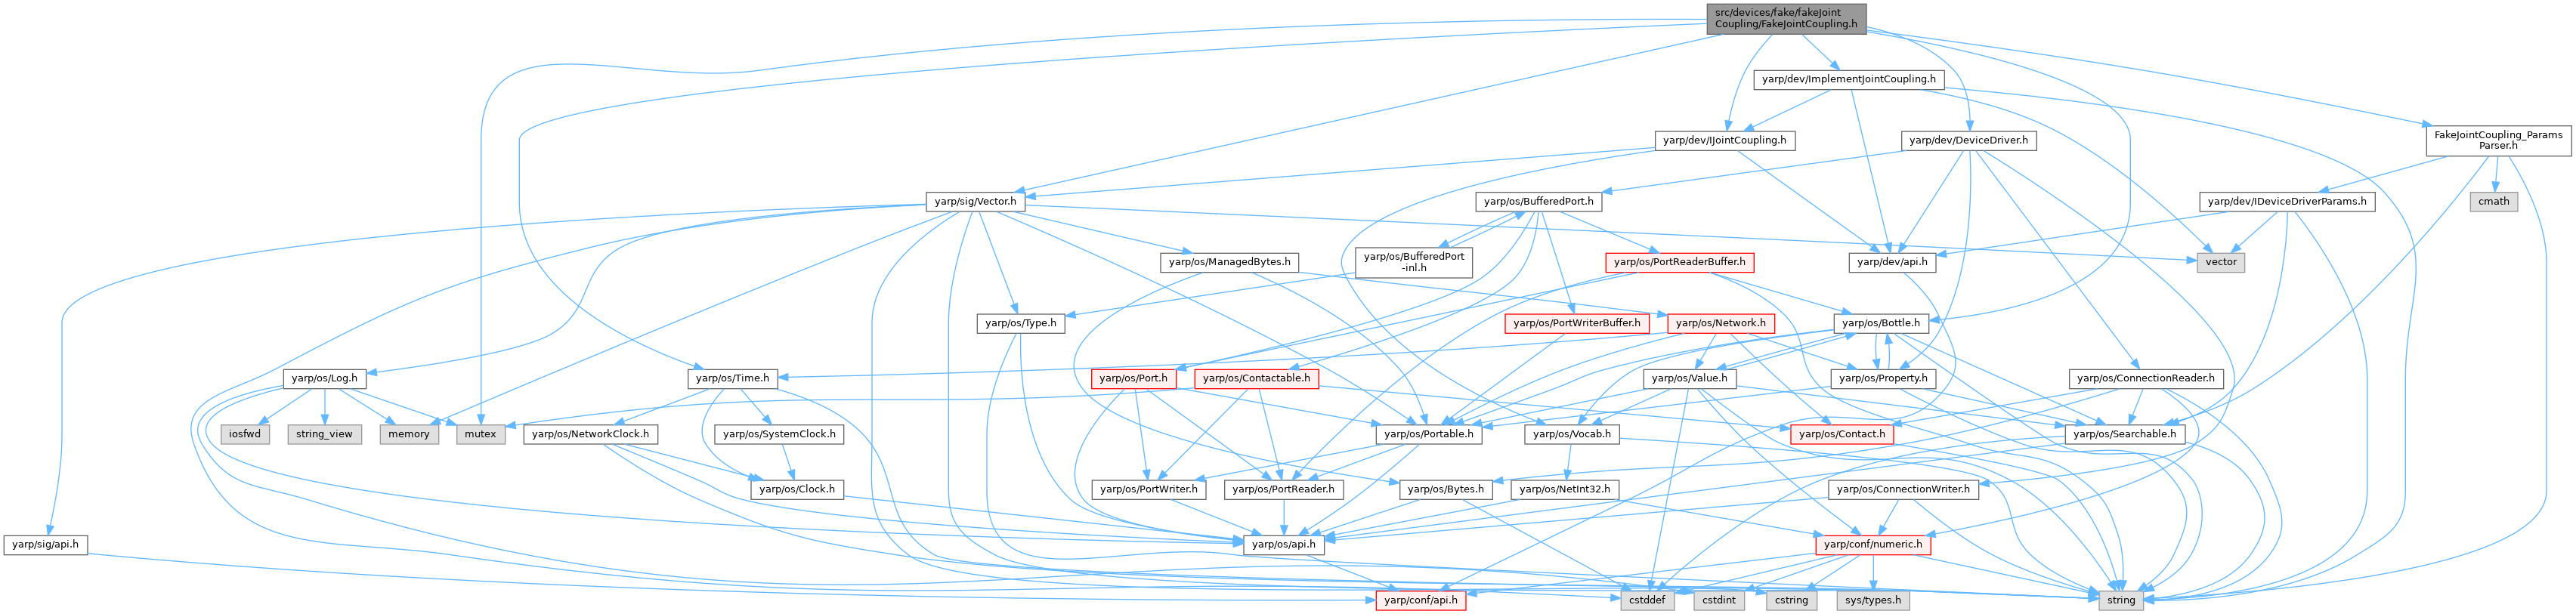 src/devices/fake/fakeJoint
Coupling/FakeJointCoupling.h
yarp/dev/ImplementJointCoupling.h
yarp/dev/IJointCoupling.h
yarp/dev/DeviceDriver.h
FakeJointCoupling_Params
Parser.h
yarp/sig/Vector.h
yarp/os/BufferedPort.h
yarp/dev/IDeviceDriverParams.h
cmath
yarp/os/ManagedBytes.h
yarp/os/BufferedPort
-inl.h
yarp/os/PortReaderBuffer.h
yarp/dev/api.h
vector
yarp/os/Type.h
yarp/os/PortWriterBuffer.h
yarp/os/Network.h
yarp/os/Bottle.h
yarp/os/Log.h
yarp/os/Time.h
yarp/os/Port.h
yarp/os/Contactable.h
yarp/os/Value.h
yarp/os/Property.h
yarp/os/ConnectionReader.h
iosfwd
string_view
memory
mutex
yarp/os/NetworkClock.h
yarp/os/SystemClock.h
yarp/os/Portable.h
yarp/os/Vocab.h
yarp/os/Contact.h
yarp/os/Searchable.h
yarp/os/Clock.h
yarp/os/PortWriter.h
yarp/os/PortReader.h
yarp/os/Bytes.h
yarp/os/NetInt32.h
yarp/os/ConnectionWriter.h
yarp/sig/api.h
yarp/os/api.h
yarp/conf/numeric.h
yarp/conf/api.h
cstddef
cstdint
cstring
sys/types.h
string